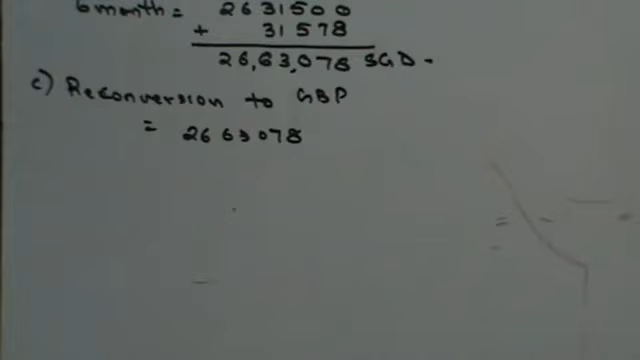 6 month = 2631500
+ 31578
26,63,078 SGD.
c) Reconversion to GBP
= 2663078